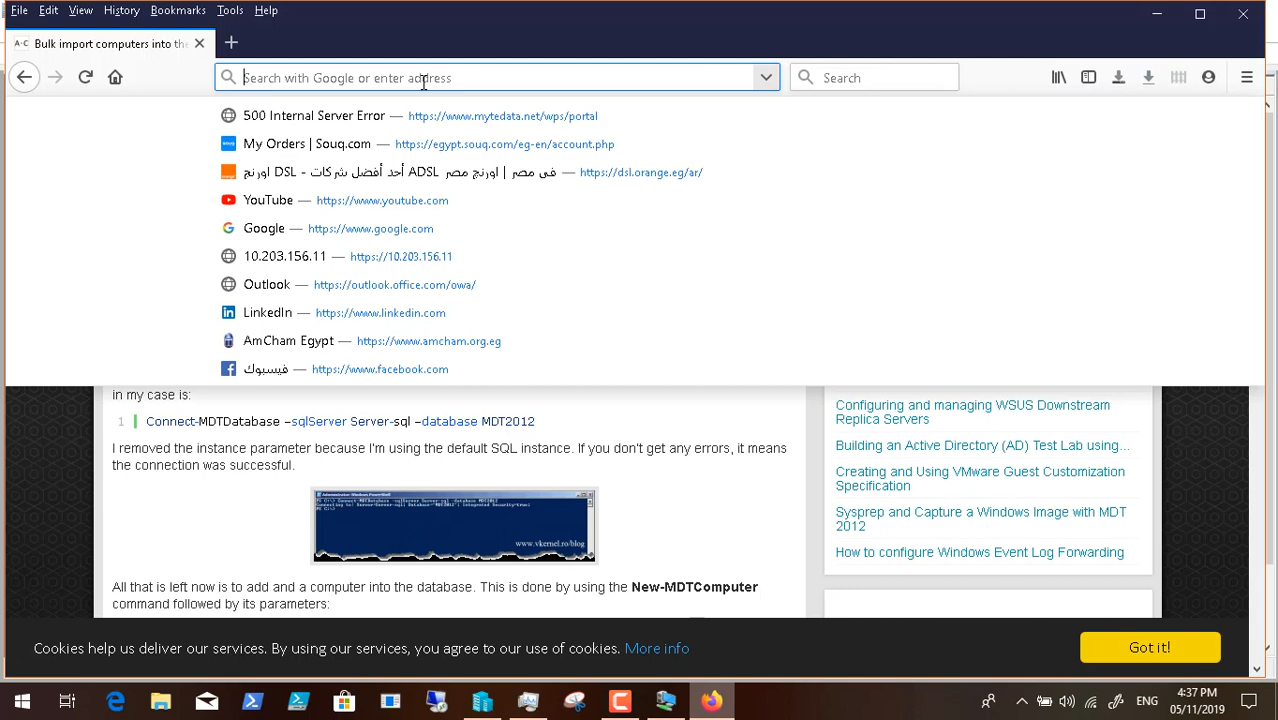 File Edit View History Bookmarks Tools Help
A-C Bulk import computers into the
Search with Google or enter address
Search
500 Internal Server Error — https://www.mytedata.net/wps/portal
My Orders | Souq.com — https://egypt.souq.com/eg-en/account.php
اورنچ DSL - أحد أفضل شركات ADSL فى مصر | اورنچ مصر — https://dsl.orange.eg/ar/
YouTube — https://www.youtube.com
Google — https://www.google.com
10.203.156.11 — https://10.203.156.11
Outlook — https://outlook.office.com/owa/
LinkedIn — https://www.linkedin.com
AmCham Egypt — https://www.amcham.org.eg
فيسبوك — https://www.facebook.com
in my case is:
1 Connect-MDTDatabase –sqlServer Server-sql –database MDT2012
I removed the instance parameter because I'm using the default SQL instance. If you don't get any errors, it means
the connection was successful.
Administrator: Windows PowerShell
www.vkernel.ro/blog
All that is left now is to add and a computer into the database. This is done by using the New-MDTComputer
command followed by its parameters:
Configuring and managing WSUS Downstream
Replica Servers
Building an Active Directory (AD) Test Lab using...
Creating and Using VMware Guest Customization
Specification
Sysprep and Capture a Windows Image with MDT
2012
How to configure Windows Event Log Forwarding
Cookies help us deliver our services. By using our services, you agree to our use of cookies. More info
Got it!
ENG
4:37 PM
05/11/2019